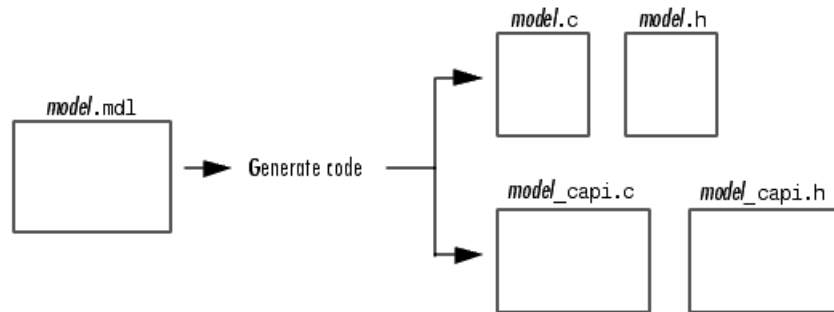 model.c
model.h
model.mdl
Generate code
model_capi.c
model_capi.h